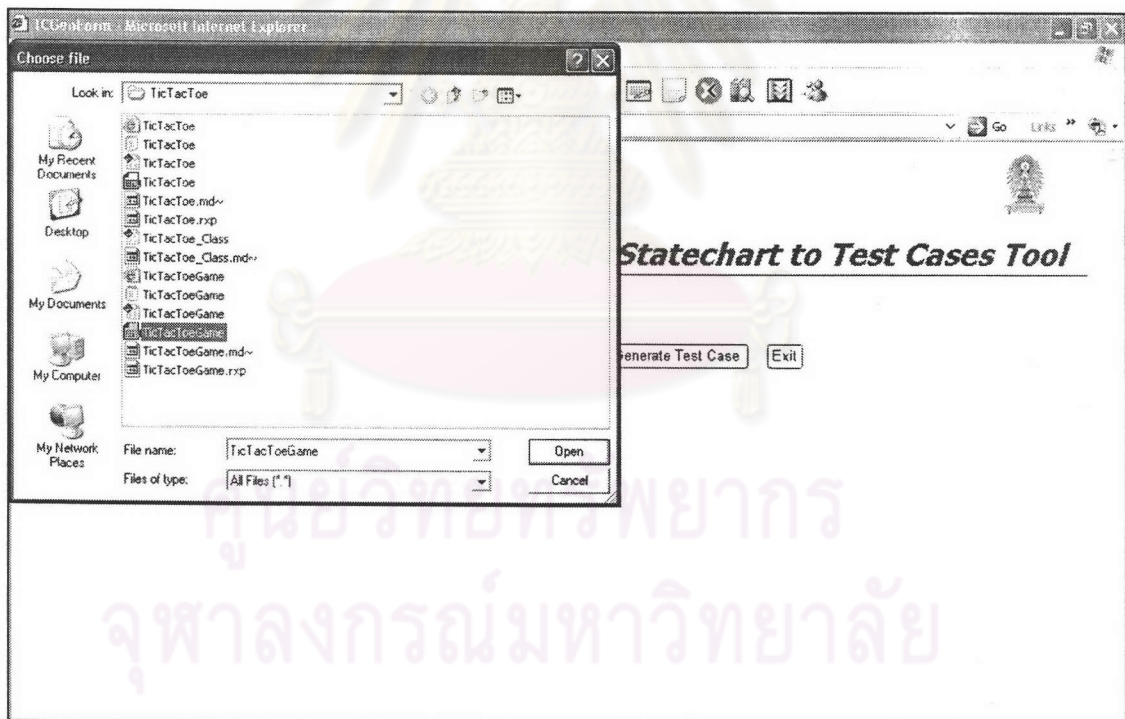 TCGenForm - Microsoft Internet Explorer
Choose file
Look in: TicTacToe
Go Links »
My Recent Documents
Desktop
My Documents
My Computer
My Network Places
TicTacToe
TicTacToe
TicTacToe
TicTacToe
TicTacToe.md~
TicTacToe.rxp
TicTacToe_Class
TicTacToe_Class.md~
TicTacToeGame
TicTacToeGame
TicTacToeGame
TicTacToeGame
TicTacToeGame.md~
TicTacToeGame.rxp
File name: TicTacToeGame Open
Files of type: All Files (*.*) Cancel
Statechart to Test Cases Tool
enerate Test Case Exit
ศูนย์วิทยทรัพยากร
จุฬาลงกรณ์มหาวิทยาลัย